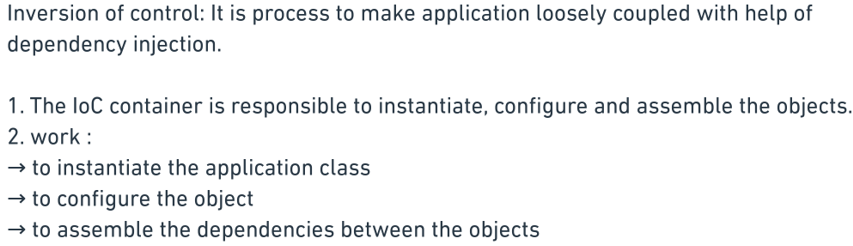 Inversion of control: It is process to make application loosely coupled with help of
dependency injection.
1. The IoC container is responsible to instantiate, configure and assemble the objects.
2. work :
→ to instantiate the application class
→ to configure the object
→ to assemble the dependencies between the objects